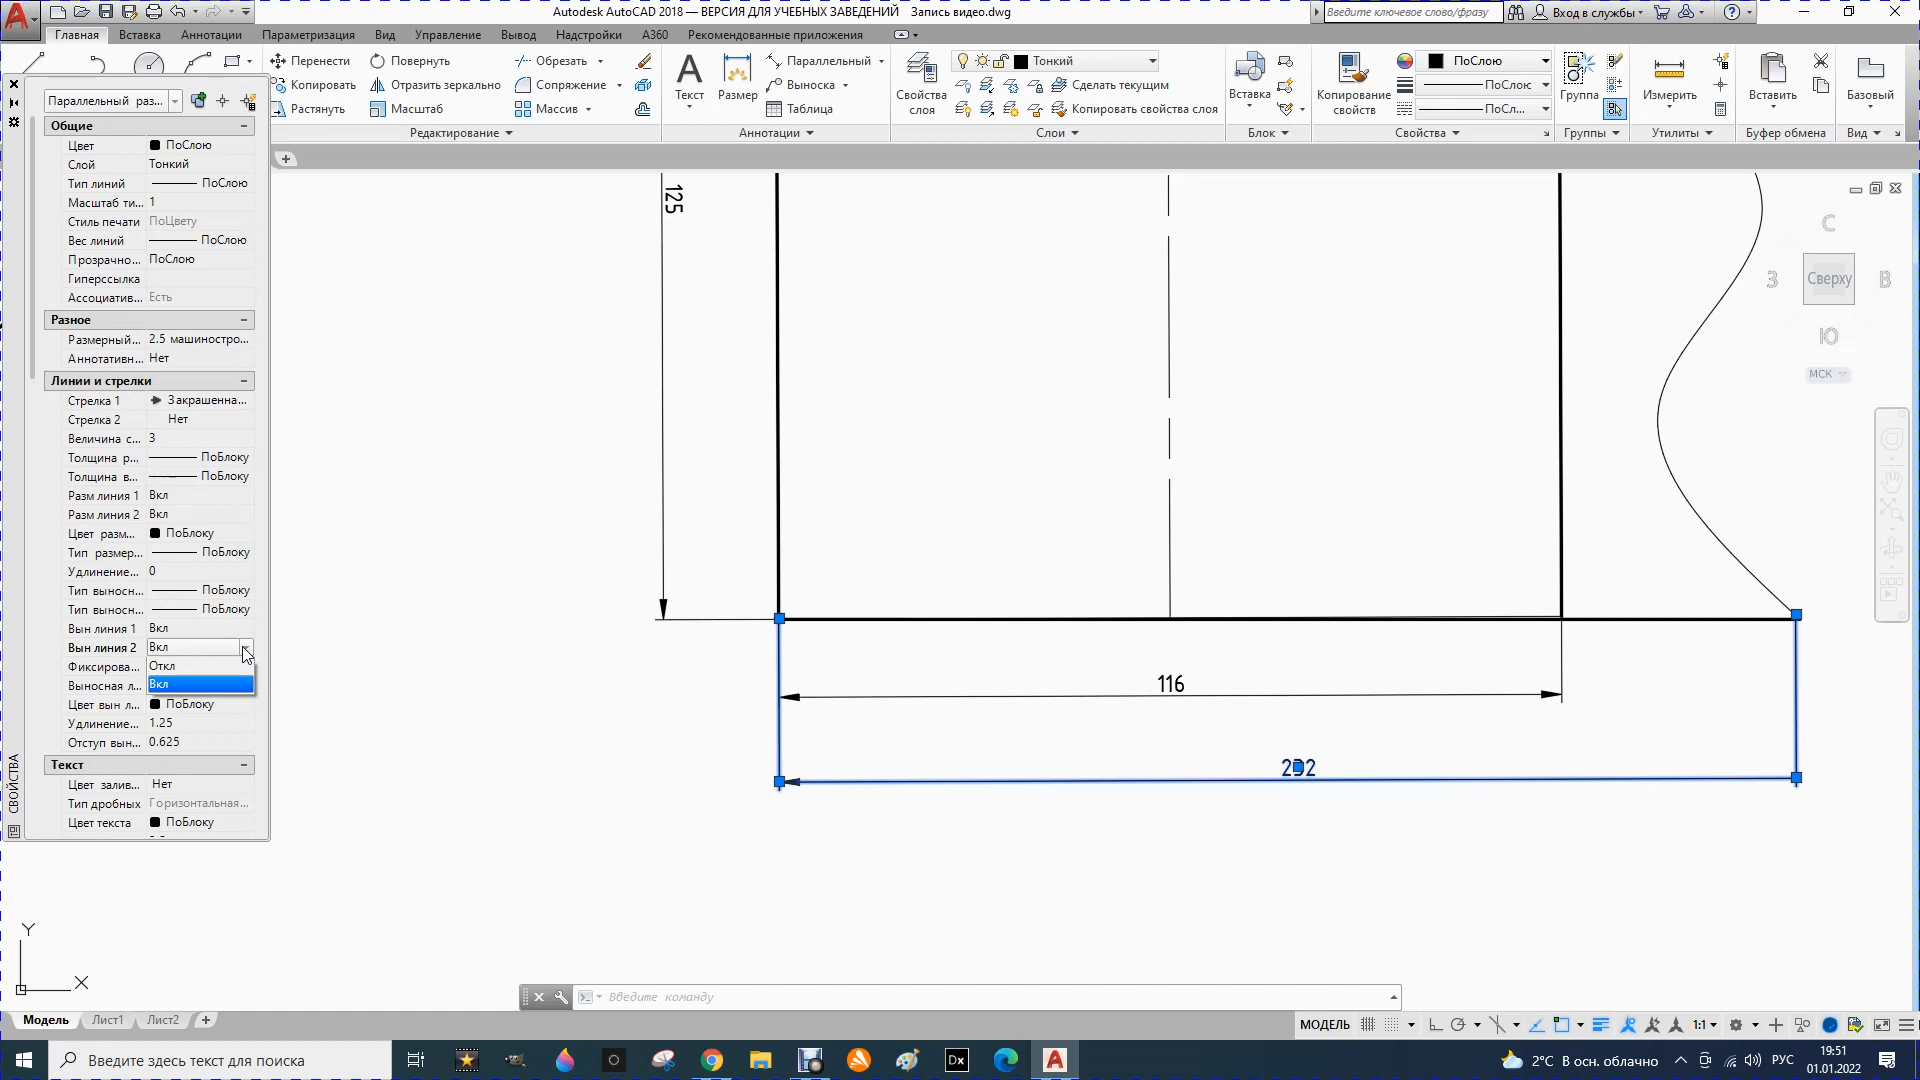 Autodesk AutoCAD 2018 — ВЕРСИЯ ДЛЯ УЧЕБНЫХ ЗАВЕДЕНИЙ Запись видео.dwg
Введите ключевое слово/фразу
Вход в службы
Главная Вставка Аннотации Параметризация Вид Управление Вывод Надстройки A360 Рекомендованные приложения
Перенести Повернуть Обрезать
Копировать Отразить зеркально Сопряжение
Растянуть Масштаб Массив
Редактирование
Текст
Размер
Параллельный
Выноска
Таблица
Аннотации
Свойства
слоя
Тонкий
Сделать текущим
Копировать свойства слоя
Слои
Вставка
Блок
Копирование
свойств
ПоСлою
ПоСлою
ПоСл...
Свойства
Группа
Группы
Измерить
Утилиты
Вставить
Буфер обмена
Базовый
Вид
Параллельный раз...
Общие
Цвет ПоСлою
Слой Тонкий
Тип линий ПоСлою
Масштаб ти... 1
Стиль печати ПоЦвету
Вес линий ПоСлою
Прозрачно... ПоСлою
Гиперссылка
Ассоциатив... Есть
Разное
Размерный... 2.5 машиностро...
Аннотативн... Нет
Линии и стрелки
Стрелка 1 Закрашенна...
Стрелка 2 Нет
Величина с... 3
Толщина р... ПоБлоку
Толщина в... ПоБлоку
Разм линия 1 Вкл
Разм линия 2 Вкл
Цвет разм... ПоБлоку
Тип размер... ПоБлоку
Удлинение... 0
Тип выносн... ПоБлоку
Тип выносн... ПоБлоку
Вын линия 1 Вкл
Вын линия 2 Вкл
Фиксирова... Откл
Выносная л... Вкл
Цвет вын л... ПоБлоку
Удлинение... 1.25
Отступ вын... 0.625
Текст
Цвет залив... Нет
Тип дробных Горизонтальная...
Цвет текста ПоБлоку
СВОЙСТВА
125
116
232
С
З Сверху В
Ю
МСК
Y
X
Введите команду
Модель Лист1 Лист2
МОДЕЛЬ 1:1
Введите здесь текст для поиска
Dx
2°C В осн. облачно
РУС
19:51
01.01.2022